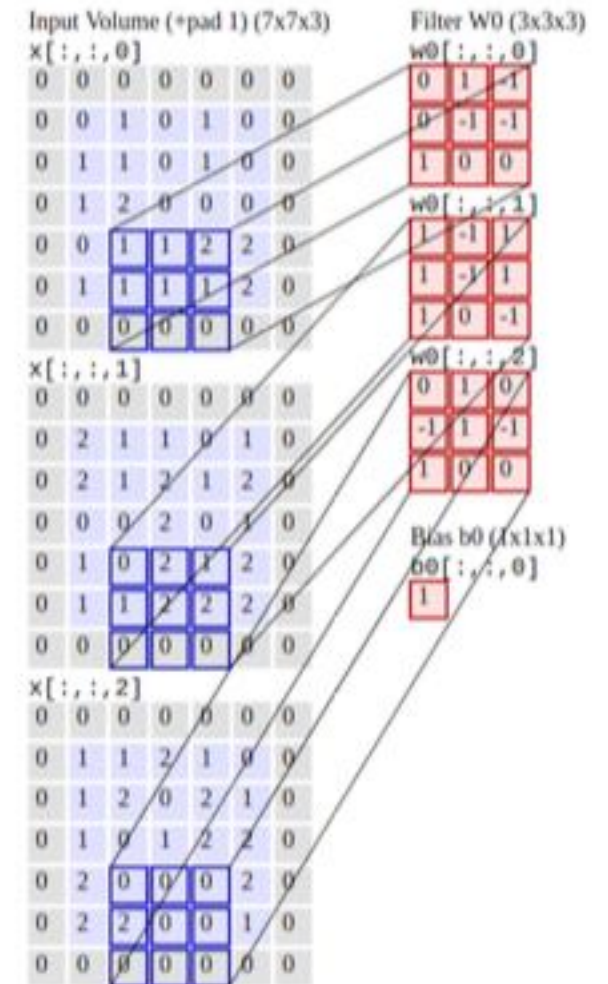 Input Volume (+pad 1) (7x7x3)
x[:,:,0]
0 0 0 0 0 0 0
0 0 1 0 1 0 0
0 1 1 0 1 0 0
0 1 2 0 0 0 0
0 0 1 1 2 2 0
0 1 1 1 1 2 0
0 0 0 0 0 0 0
x[:,:,1]
0 0 0 0 0 0 0
0 2 1 1 0 1 0
0 2 1 2 1 2 0
0 0 0 2 0 1 0
0 1 0 2 1 2 0
0 1 1 2 2 2 0
0 0 0 0 0 0 0
x[:,:,2]
0 0 0 0 0 0 0
0 1 1 2 1 0 0
0 1 2 0 2 1 0
0 1 0 1 2 2 0
0 2 0 0 0 2 0
0 2 2 0 0 1 0
0 0 0 0 0 0 0
Filter W0 (3x3x3)
w0[:,:,0]
0 1 -1
0 -1 -1
1 0 0
w0[:,:,1]
1 -1 1
1 -1 1
1 0 -1
w0[:,:,2]
0 1 0
-1 1 -1
1 0 0
Bias b0 (1x1x1)
b0[:,:,0]
1